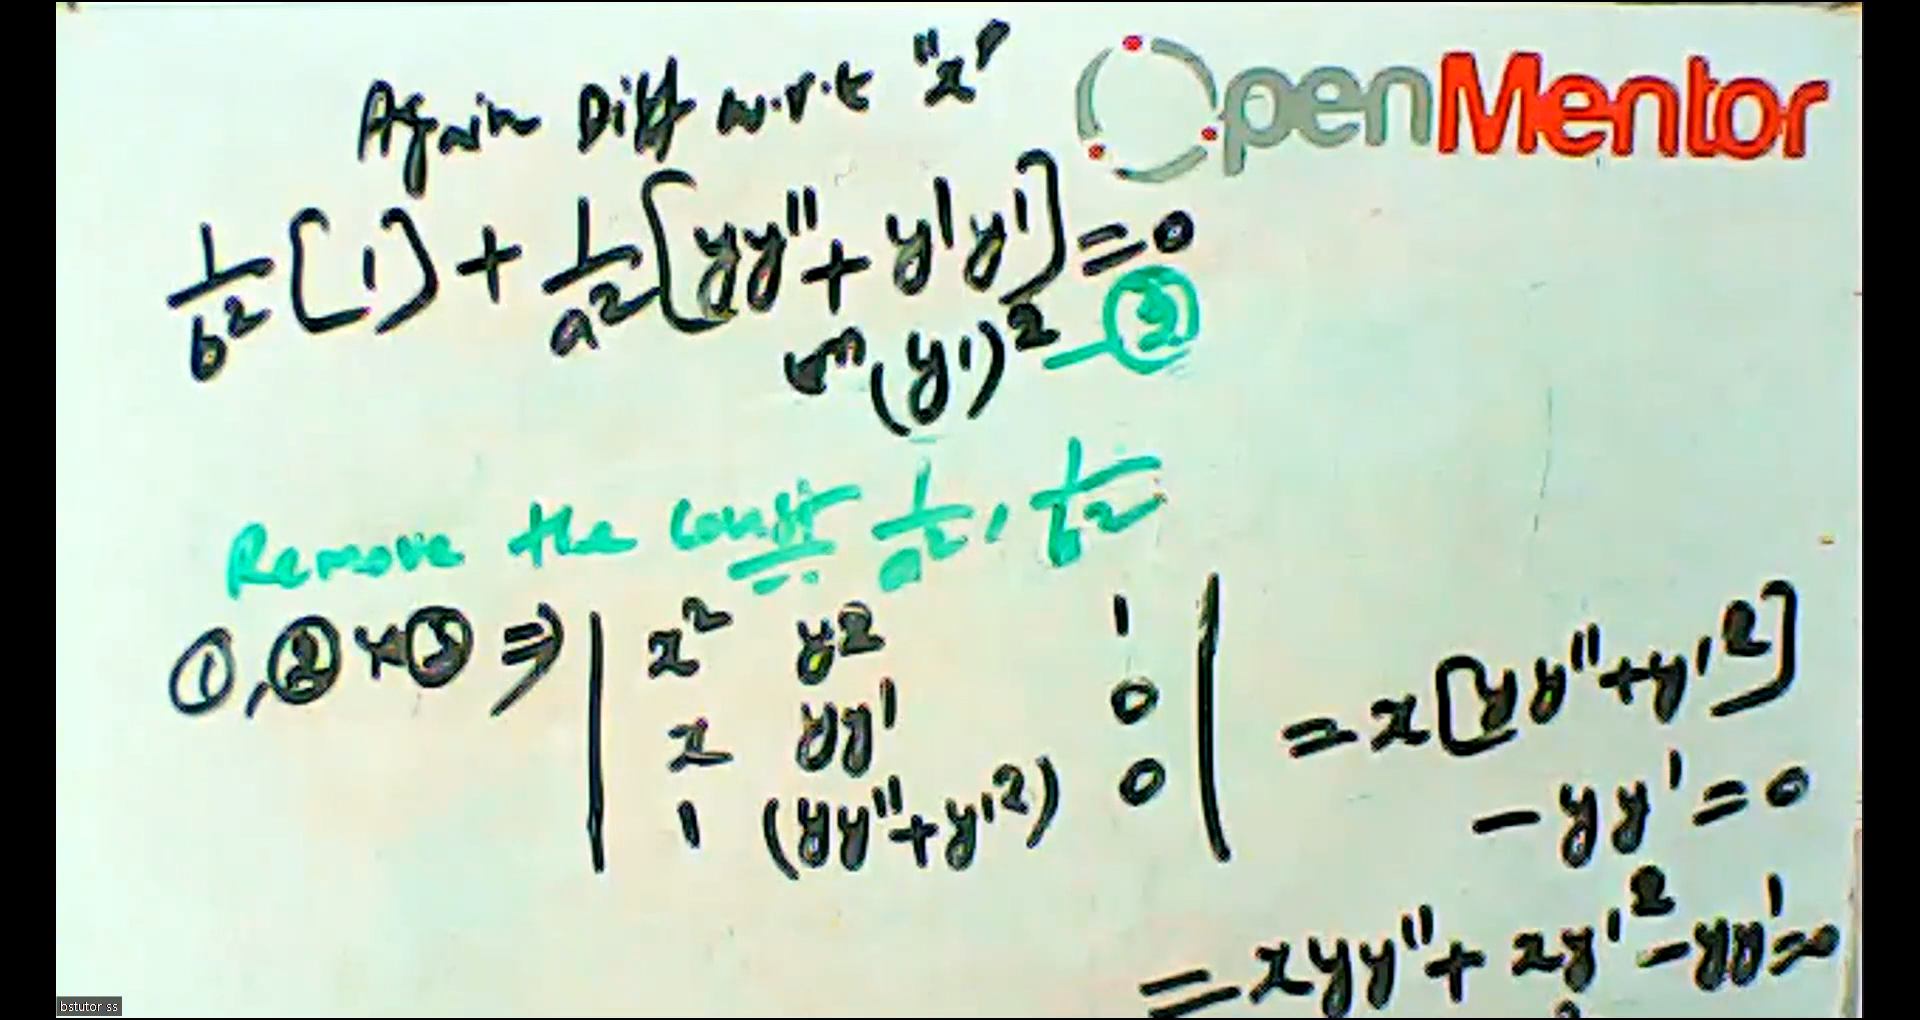 Again Diff w.r.t "x"
OpenMentor
1/b² [1] + 1/a² [yy'' + y'y'] = 0
(y')² — ③
Remove the const 1/a², 1/b²
①, ② & ③ ⇒ | x² y² 1 |
| x yy' 0 | = x[yy''+y'²]
| 1 (yy''+y'²) 0 | - yy' = 0
= xyy'' + xy'² - yy' = 0
bstutor ss